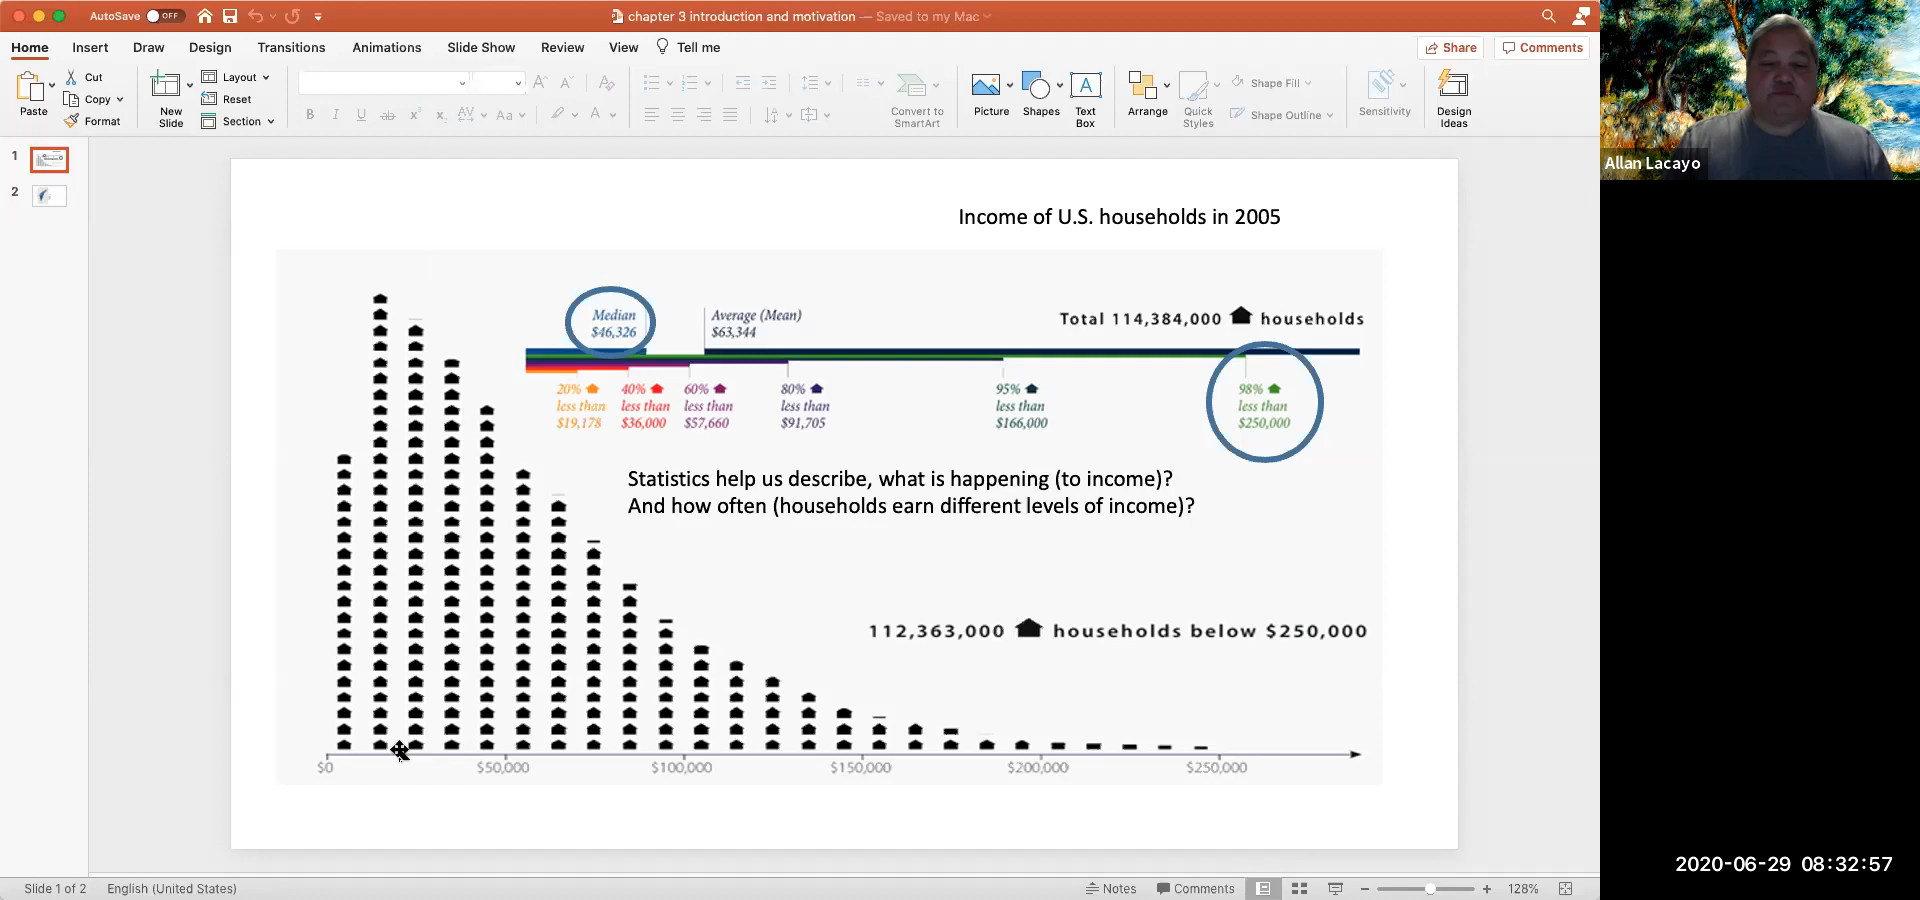 AutoSave OFF
chapter 3 introduction and motivation — Saved to my Mac
Home Insert Draw Design Transitions Animations Slide Show Review View Tell me
Share Comments
Paste
Cut
Copy
Format
New Slide
Layout
Reset
Section
B I U ab x² x₂ AV Aa A
Convert to SmartArt
Picture
Shapes
Text Box
Arrange
Quick Styles
Shape Fill
Shape Outline
Sensitivity
Design Ideas
Allan Lacayo
1
2
Income of U.S. households in 2005
Median
$46,326
Average (Mean)
$63,344
Total 114,384,000 households
20%
less than
$19,178
40%
less than
$36,000
60%
less than
$57,660
80%
less than
$91,705
95%
less than
$166,000
98%
less than
$250,000
Statistics help us describe, what is happening (to income)?
And how often (households earn different levels of income)?
112,363,000 households below $250,000
$0 $50,000 $100,000 $150,000 $200,000 $250,000
2020-06-29 08:32:57
Slide 1 of 2 English (United States)
Notes Comments 128%